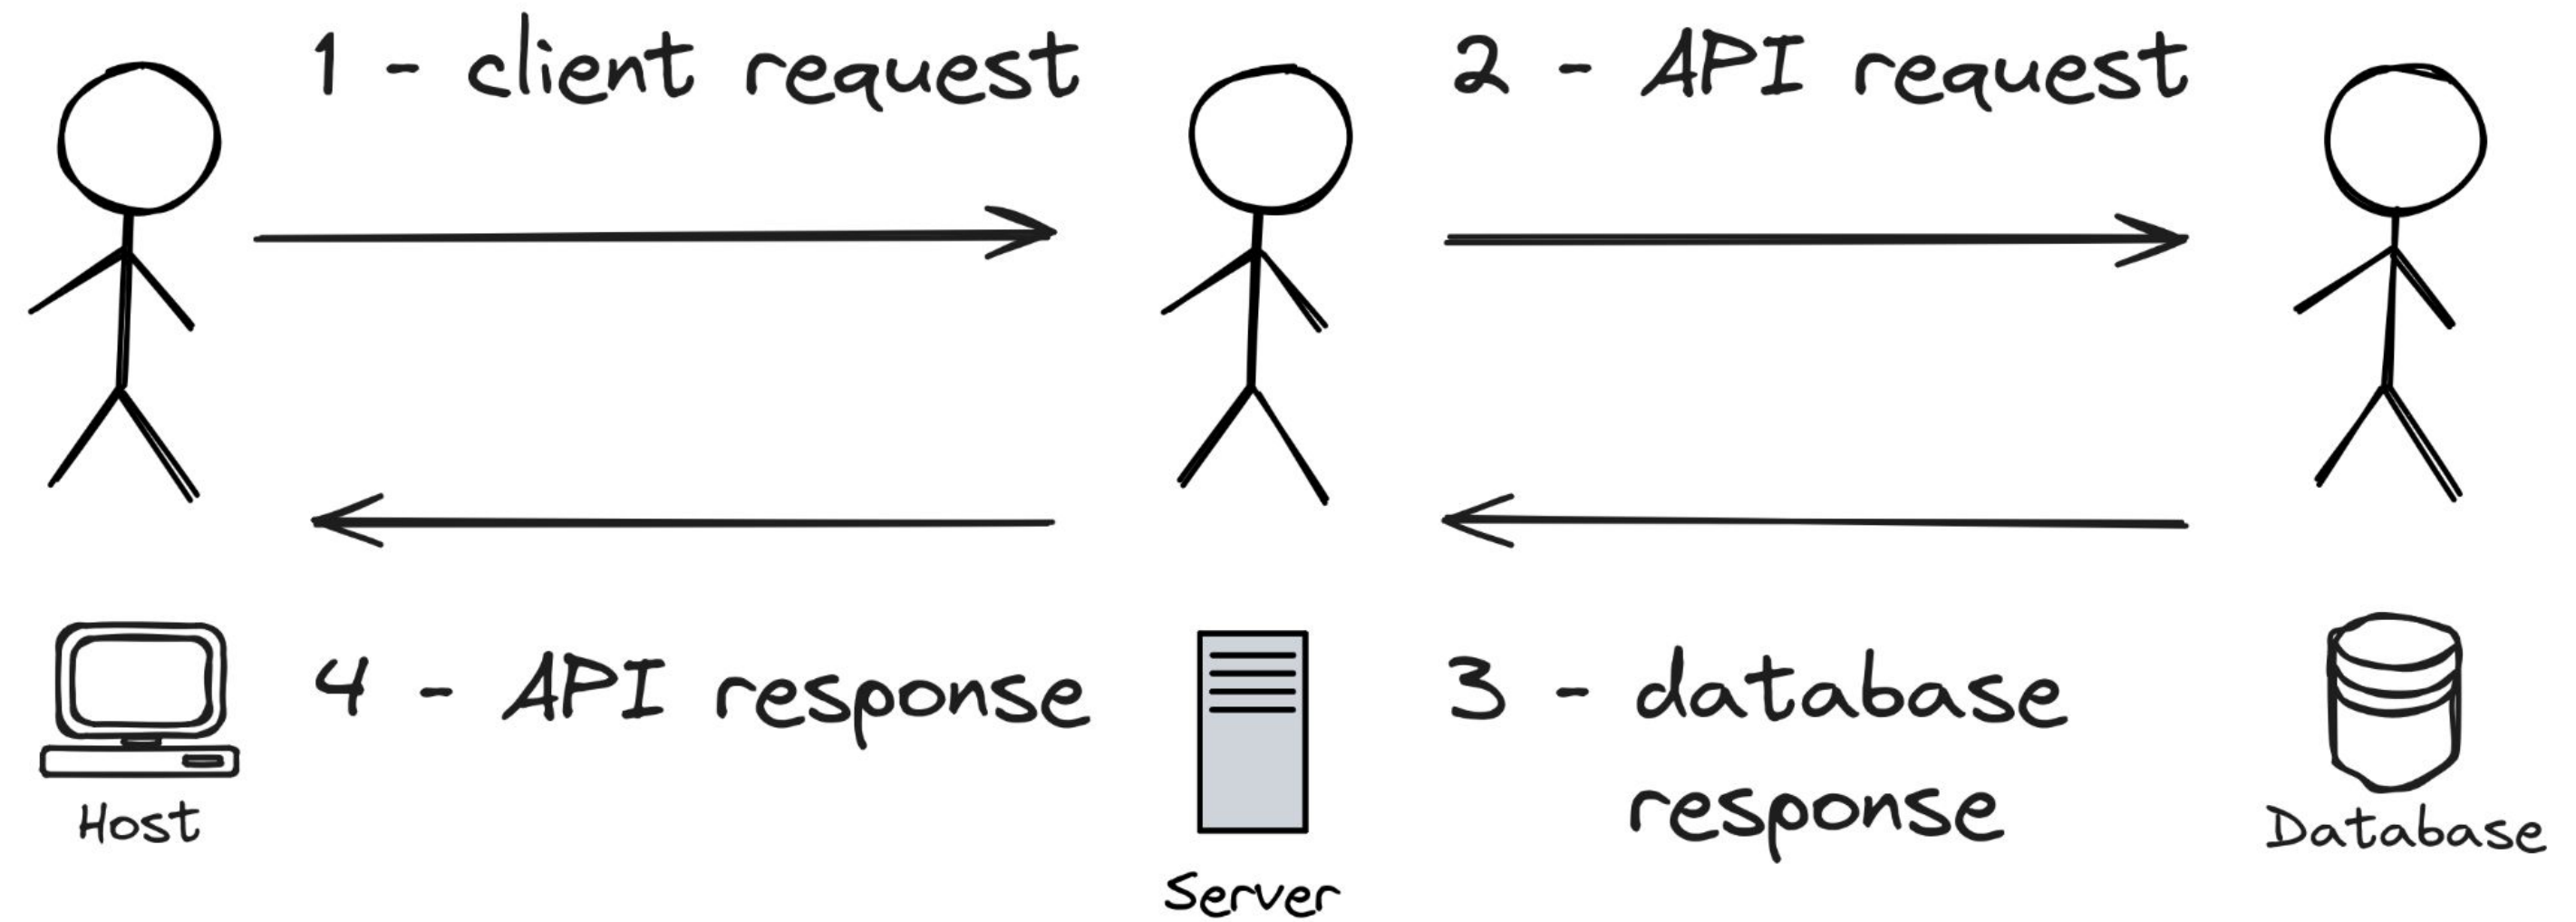 1 - client request
2 - API request
4 - API response
3 - database
response
Host
Server
Database